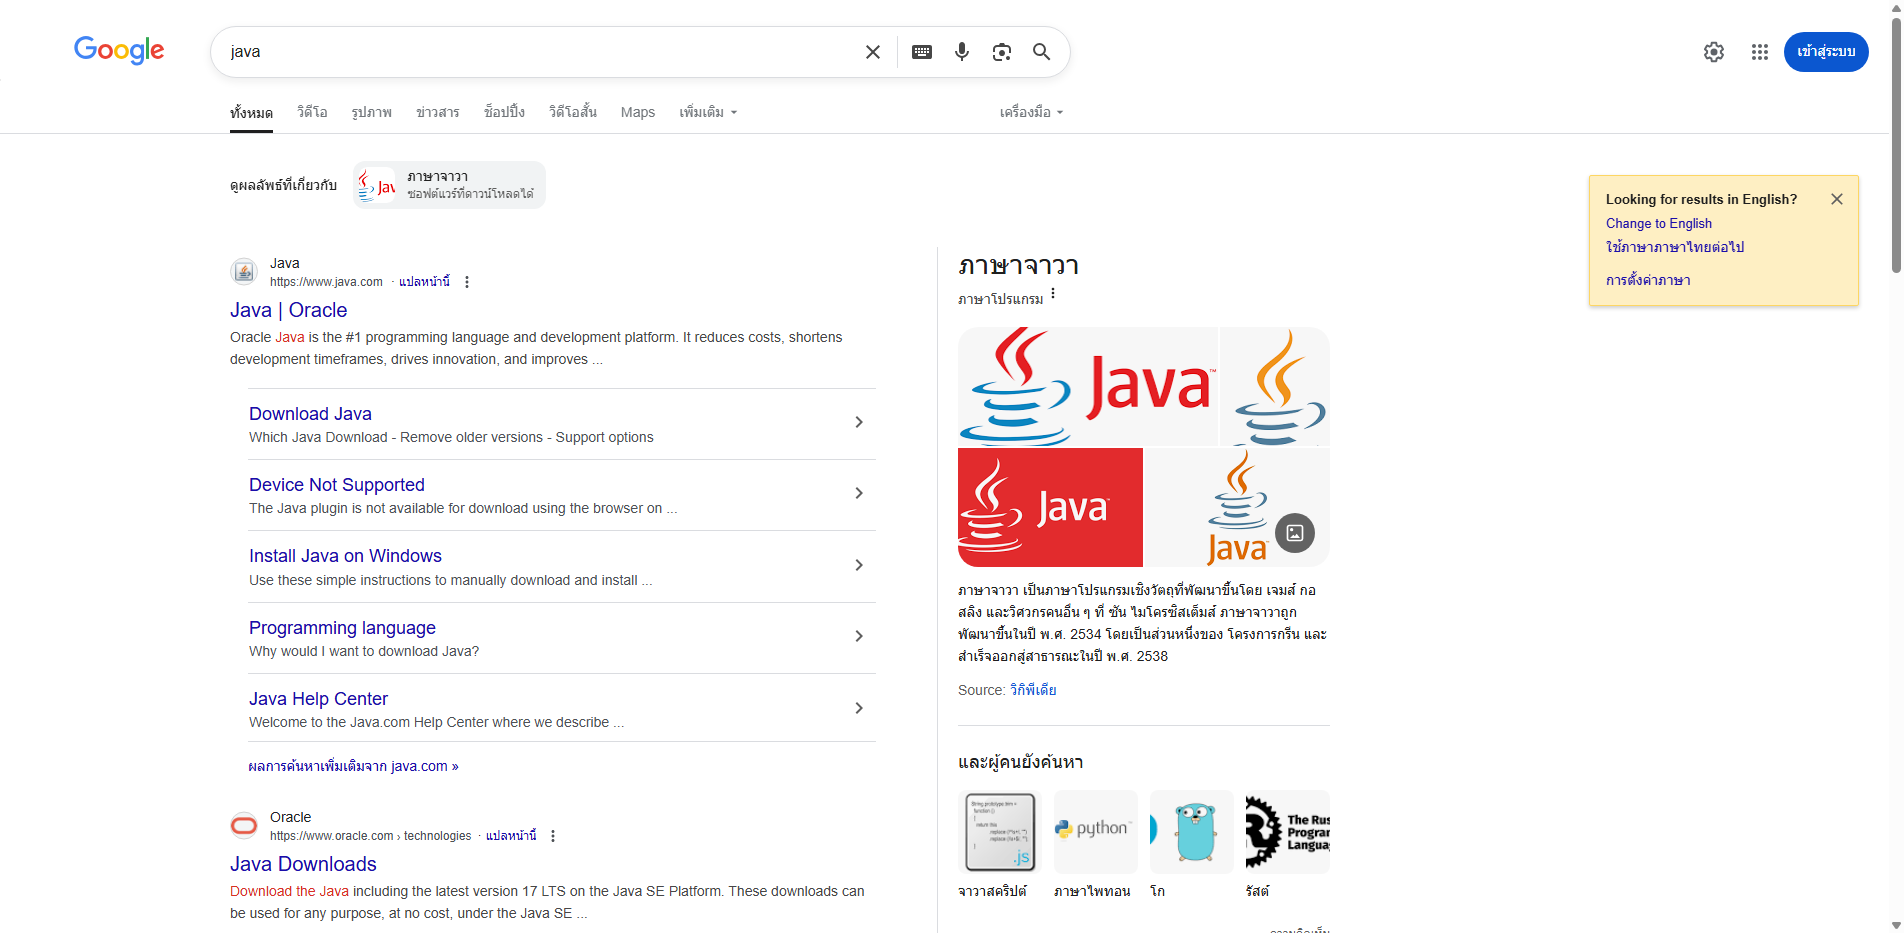 Google
java
เข้าสู่ระบบ
ทั้งหมด วิดีโอ รูปภาพ ข่าวสาร ช็อปปิ้ง วิดีโอสั้น Maps เพิ่มเติม เครื่องมือ
ดูผลลัพธ์ที่เกี่ยวกับ
ภาษาจาวา
ซอฟต์แวร์ที่ดาวน์โหลดได้
Looking for results in English?
Change to English
ใช้ภาษาภาษาไทยต่อไป
การตั้งค่าภาษา
Java
https://www.java.com · แปลหน้านี้
Java | Oracle
Oracle Java is the #1 programming language and development platform. It reduces costs, shortens
development timeframes, drives innovation, and improves ...
Download Java
Which Java Download - Remove older versions - Support options
Device Not Supported
The Java plugin is not available for download using the browser on ...
Install Java on Windows
Use these simple instructions to manually download and install ...
Programming language
Why would I want to download Java?
Java Help Center
Welcome to the Java.com Help Center where we describe ...
ผลการค้นหาเพิ่มเติมจาก java.com »
Oracle
https://www.oracle.com › technologies · แปลหน้านี้
Java Downloads
Download the Java including the latest version 17 LTS on the Java SE Platform. These downloads can
be used for any purpose, at no cost, under the Java SE ...
ภาษาจาวา
ภาษาโปรแกรม
Java™
Java
Java
ภาษาจาวา เป็นภาษาโปรแกรมเชิงวัตถุที่พัฒนาขึ้นโดย เจมส์ กอ
สลิง และวิศวกรคนอื่น ๆ ที่ ซัน ไมโครซิสเต็มส์ ภาษาจาวาถูก
พัฒนาขึ้นในปี พ.ศ. 2534 โดยเป็นส่วนหนึ่งของ โครงการกรีน และ
สำเร็จออกสู่สาธารณะในปี พ.ศ. 2538
Source: วิกิพีเดีย
และผู้คนยังค้นหา
.js
python
The Rus
Program
Langua
จาวาสคริปต์ ภาษาไพทอน โก รัสต์